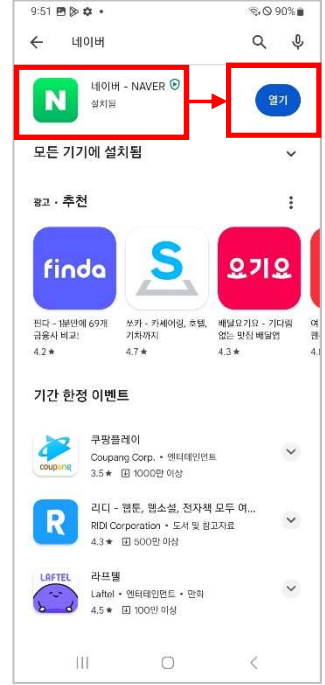 9:51
90%
네이버
N
네이버 - NAVER
설치됨
열기
모든 기기에 설치됨
광고 • 추천
finda
S
요기요
핀다 - 1분만에 69개
금융사 비교!
4.2★
쏘카 - 카셰어링, 호텔,
기차까지
4.7★
배달요기요 - 기다림
없는 맛집 배달앱
4.3★
4.
기간 한정 이벤트
coupang
쿠팡플레이
Coupang Corp. • 엔터테인먼트
3.5★ 1000만 이상
R
리디 - 웹툰, 웹소설, 전자책 모두 여...
RIDI Corporation • 도서 및 참고자료
4.3★ 500만 이상
LAFTEL
라프텔
Laftel • 엔터테인먼트 • 만화
4.5★ 100만 이상